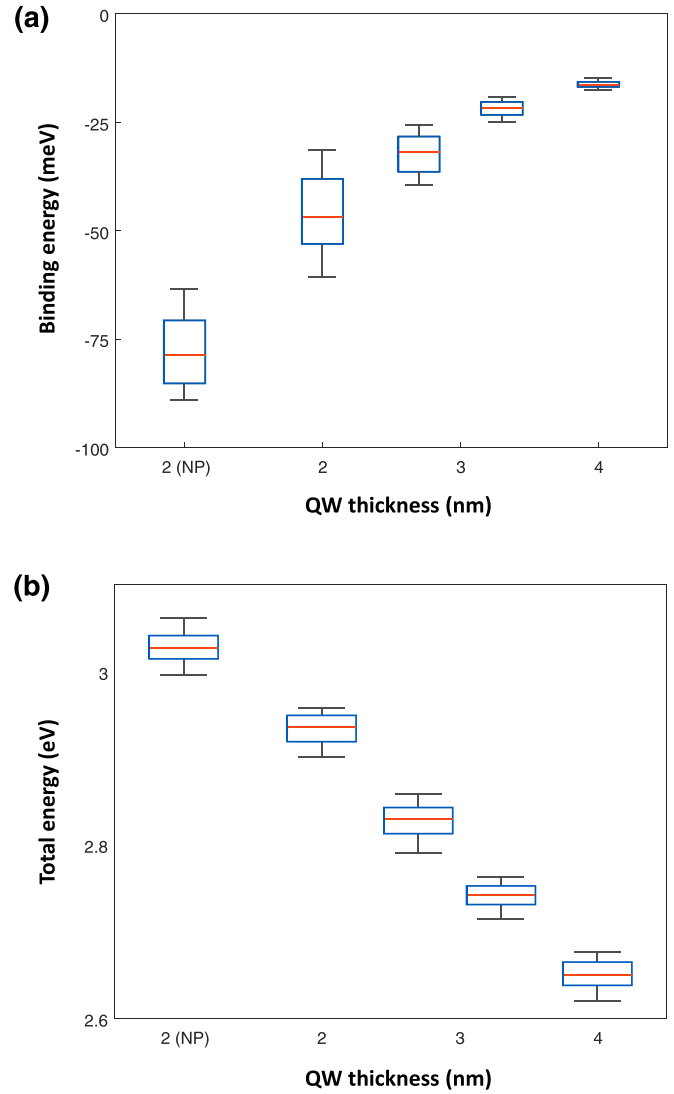 (a)
0
-25
-50
-75
-100
Binding energy (meV)
2 (NP) 2 3 4
QW thickness (nm)
(b)
3
2.8
2.6
Total energy (eV)
2 (NP) 2 3 4
QW thickness (nm)